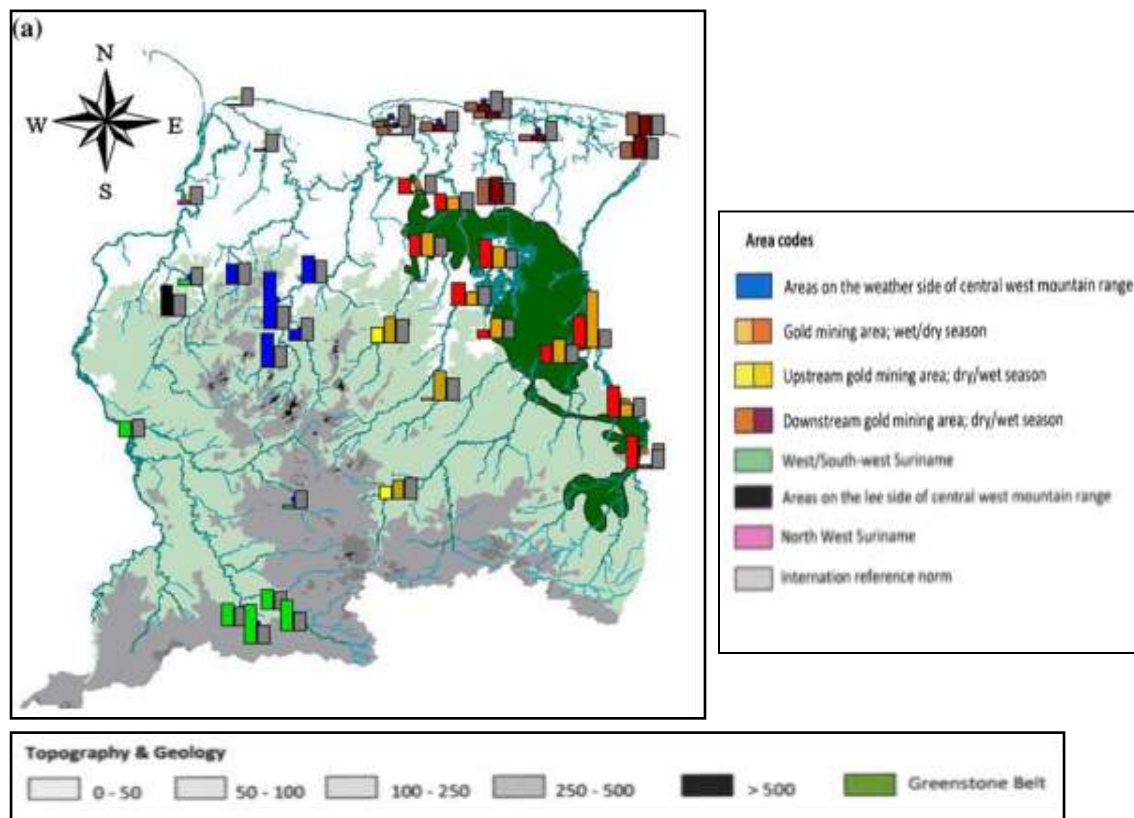 (a)
N
W E
S
Area codes
Areas on the weather side of central west mountain range
Gold mining area; wet/dry season
Upstream gold mining area; dry/wet season
Downstream gold mining area; dry/wet season
West/South-west Suriname
Areas on the lee side of central west mountain range
North West Suriname
Internation reference norm
Topography & Geology
0 - 50 50 - 100 100 - 250 250 - 500 > 500 Greenstone Belt